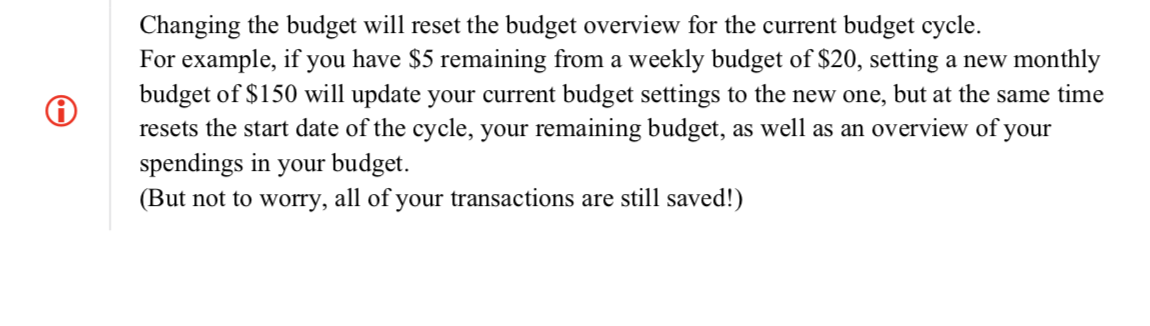 Changing the budget will reset the budget overview for the current budget cycle.
For example, if you have $5 remaining from a weekly budget of $20, setting a new monthly
budget of $150 will update your current budget settings to the new one, but at the same time
resets the start date of the cycle, your remaining budget, as well as an overview of your
spendings in your budget.
(But not to worry, all of your transactions are still saved!)